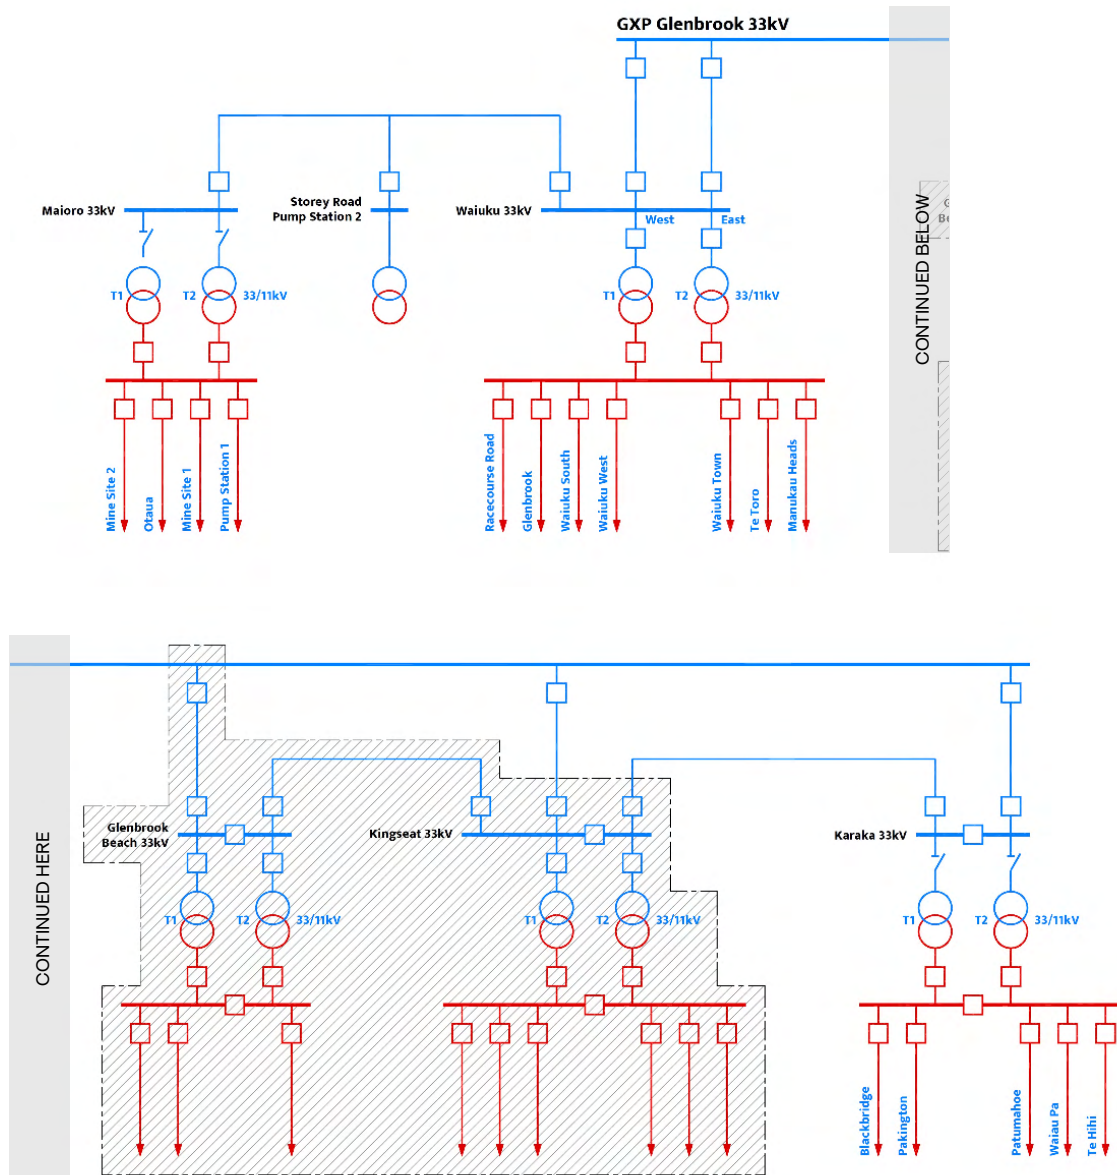 GXP Glenbrook 33kV
CONTINUED BELOW
Maioro 33kV
Storey Road
Pump Station 2
Waiuku 33kV
West
East
T1
T2
33/11kV
T1
T2
33/11kV
Mine Site 2
Otaua
Mine Site 1
Pump Station 1
Racecourse Road
Glenbrook
Waiuku South
Waiuku West
Waiuku Town
Te Toro
Manukau Heads
CONTINUED HERE
Glenbrook
Beach 33kV
Kingseat 33kV
Karaka 33kV
T1
T2
33/11kV
T1
T2
33/11kV
T1
T2
33/11kV
Blackbridge
Pakington
Patumahoe
Waiau Pa
Te Hihi